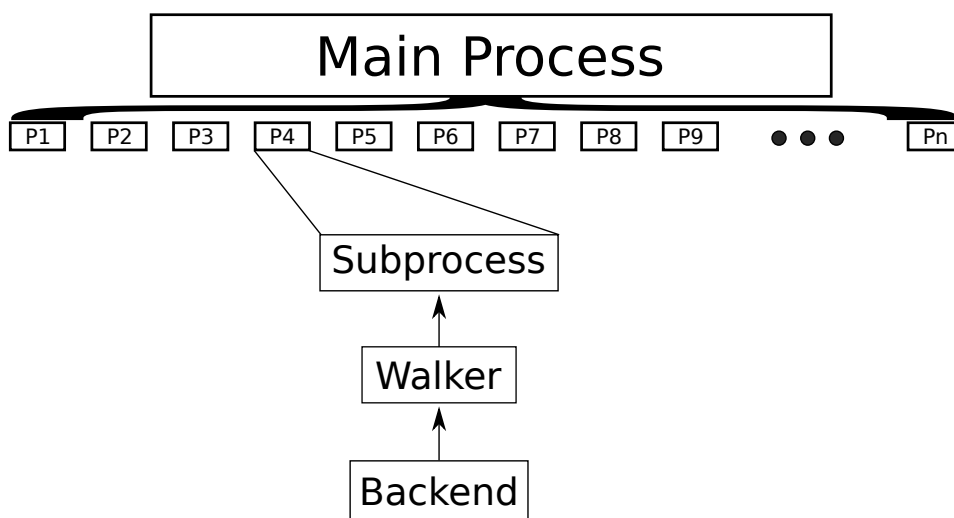 Main Process
P1 P2 P3 P4 P5 P6 P7 P8 P9 Pn
Subprocess
Walker
Backend